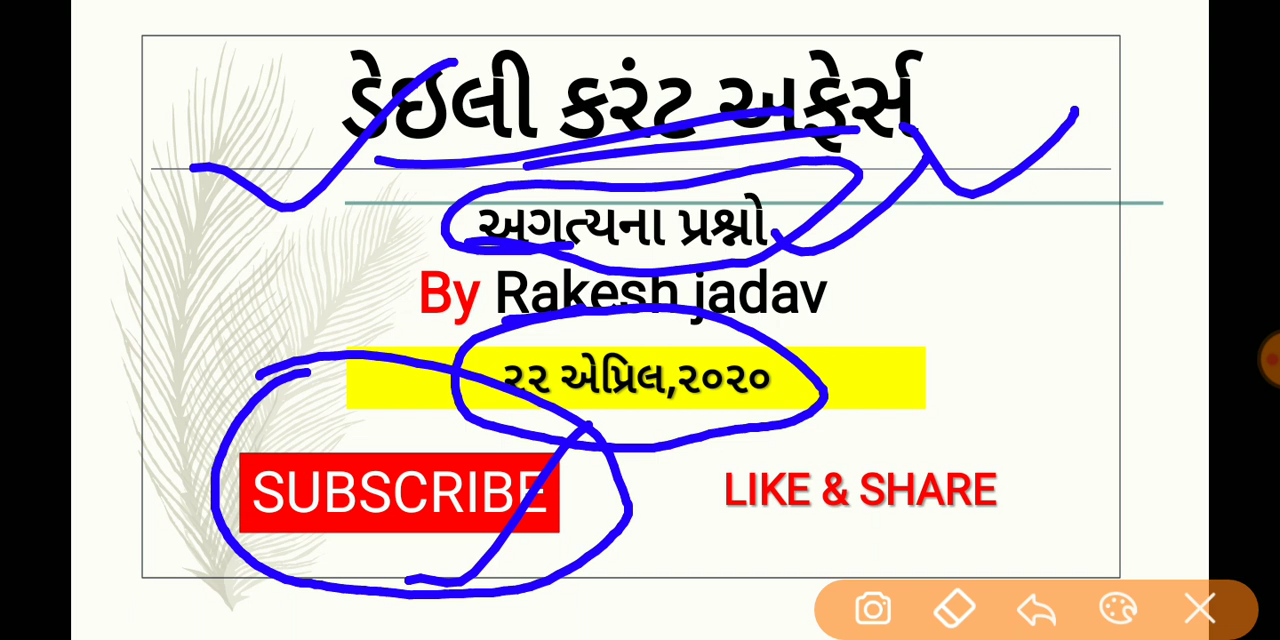 ડેઇલી કરંટ અફેર્સ
અગત્યના પ્રશ્નો
By Rakesh jadav
૨૨ એપ્રિલ,૨૦૨૦
SUBSCRIBE
LIKE & SHARE